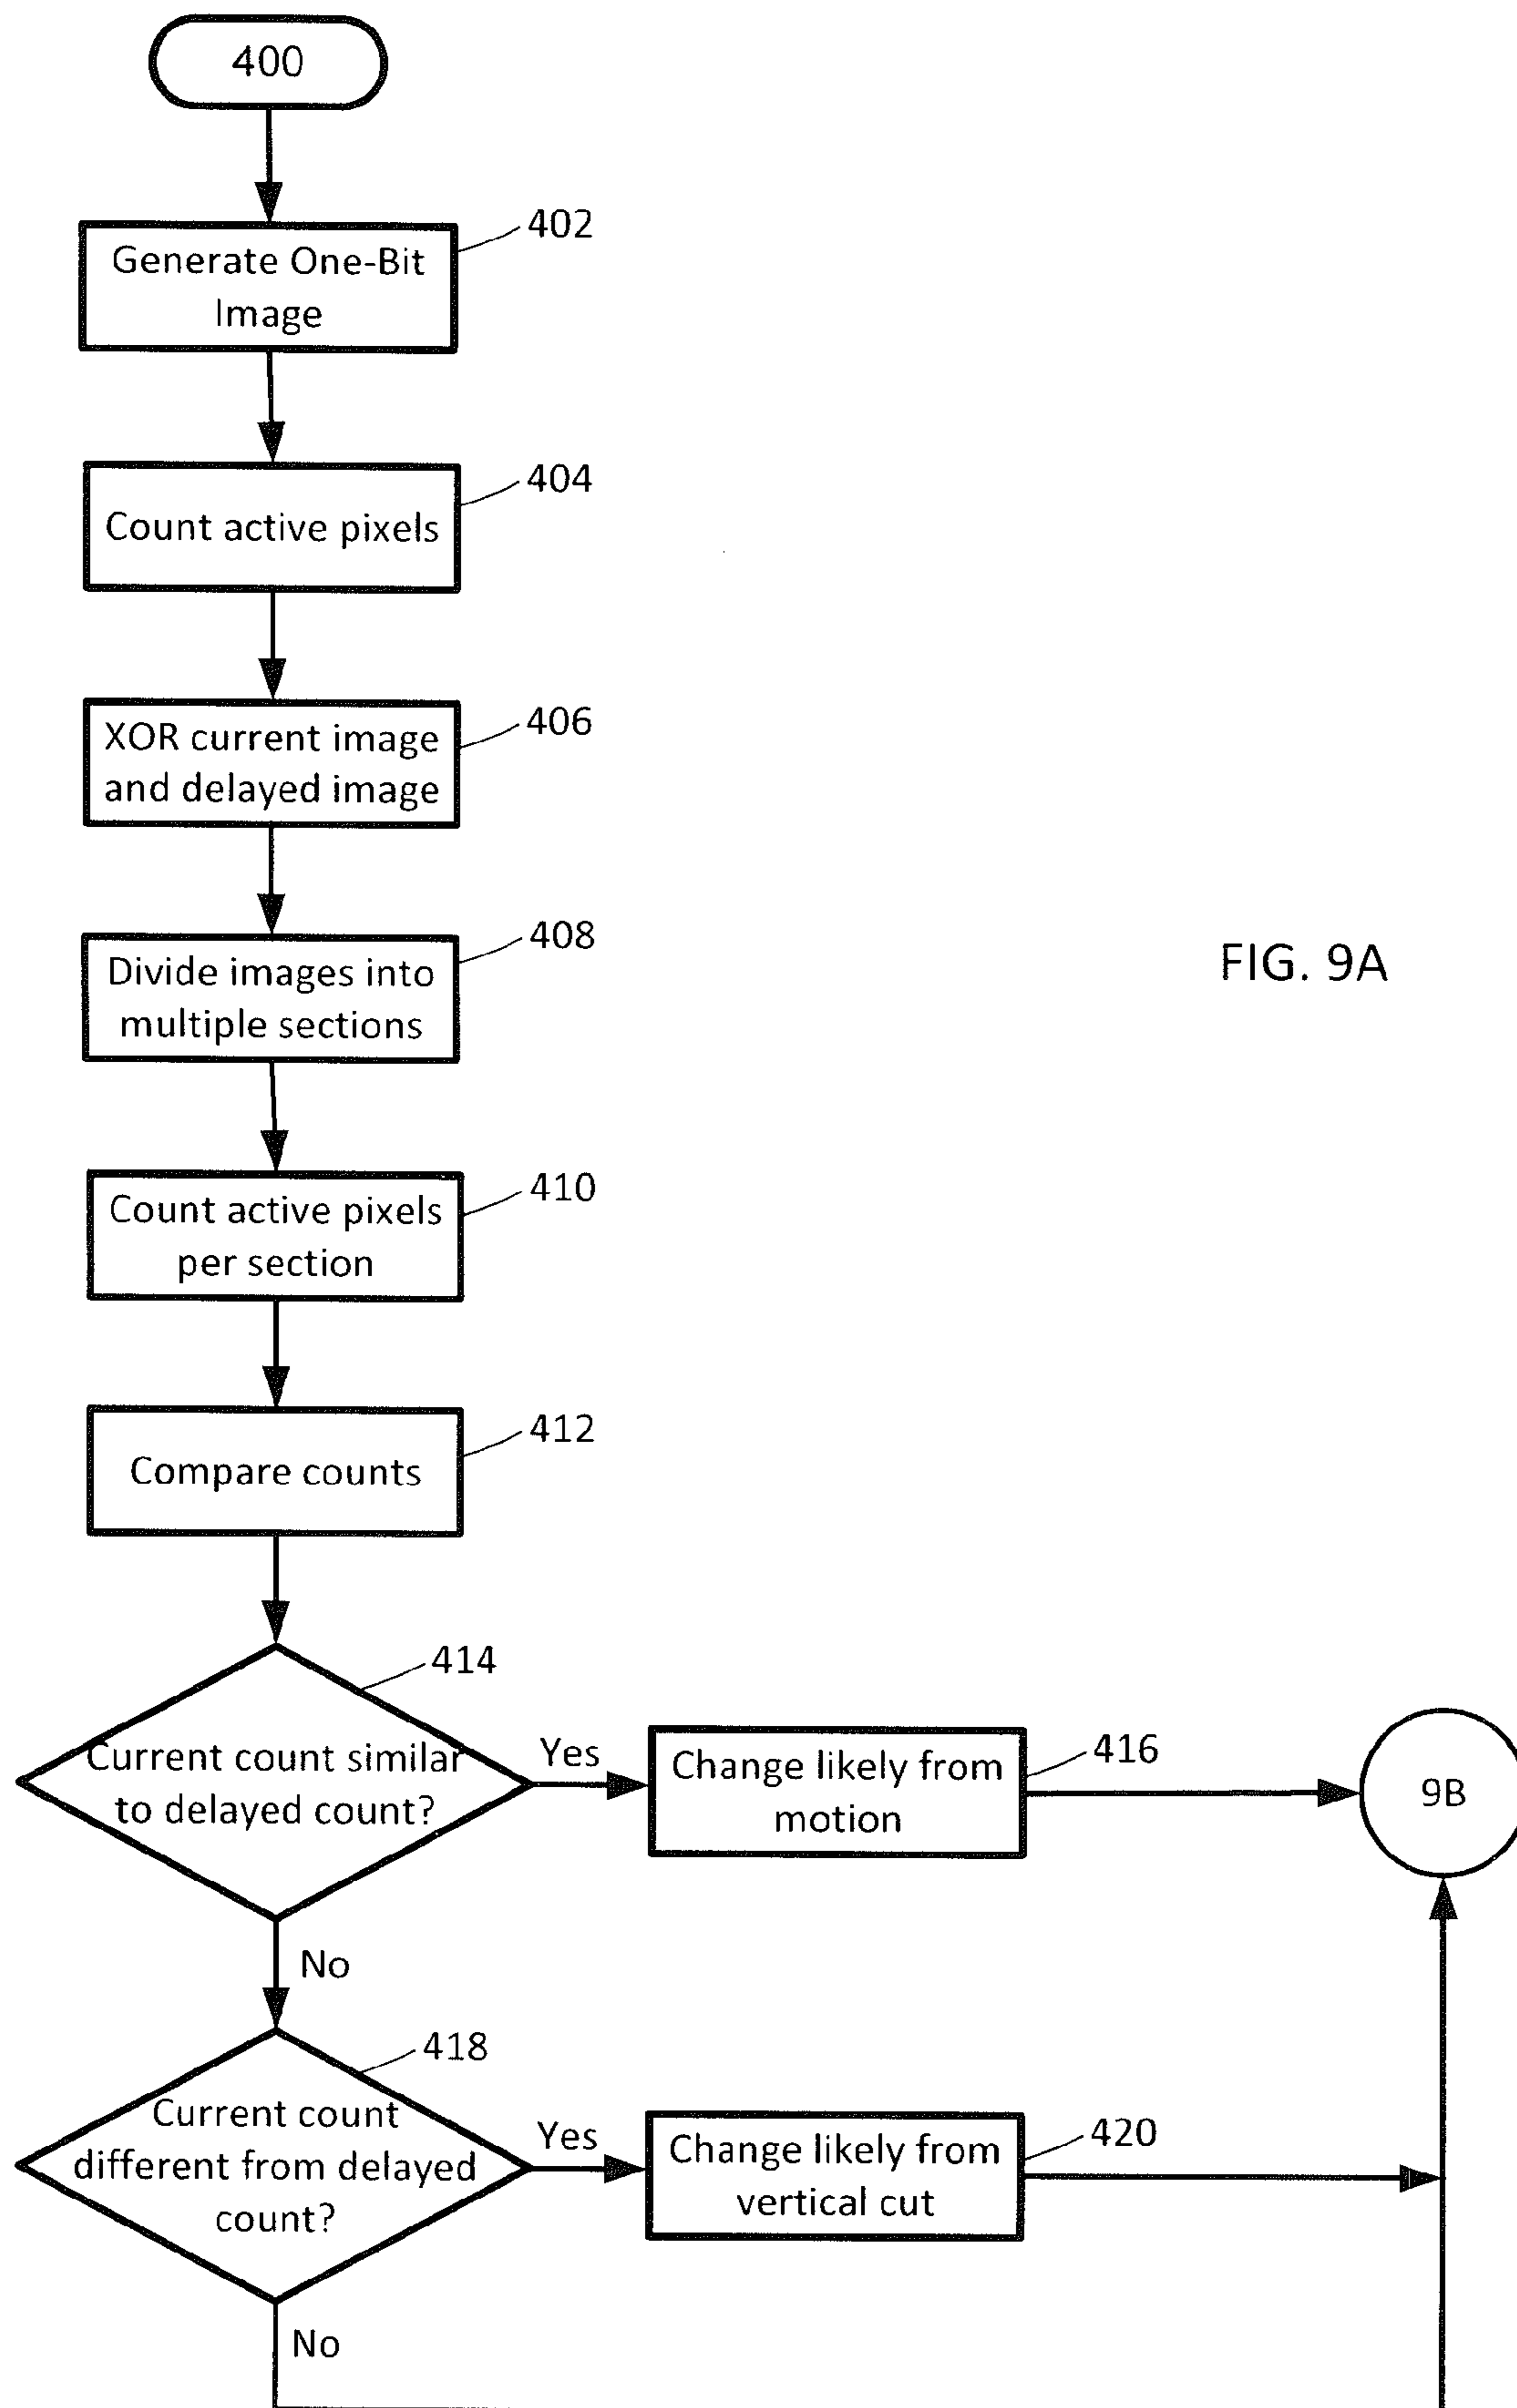 400
402
Generate One-Bit
Image
404
Count active pixels
406
XOR current image
and delayed image
408
Divide images into
multiple sections
FIG. 9A
410
Count active pixels
per section
412
Compare counts
414
Current count similar
to delayed count?
Yes
Change likely from
motion
416
9B
No
418
Current count
different from delayed
count?
Yes
Change likely from
vertical cut
420
No